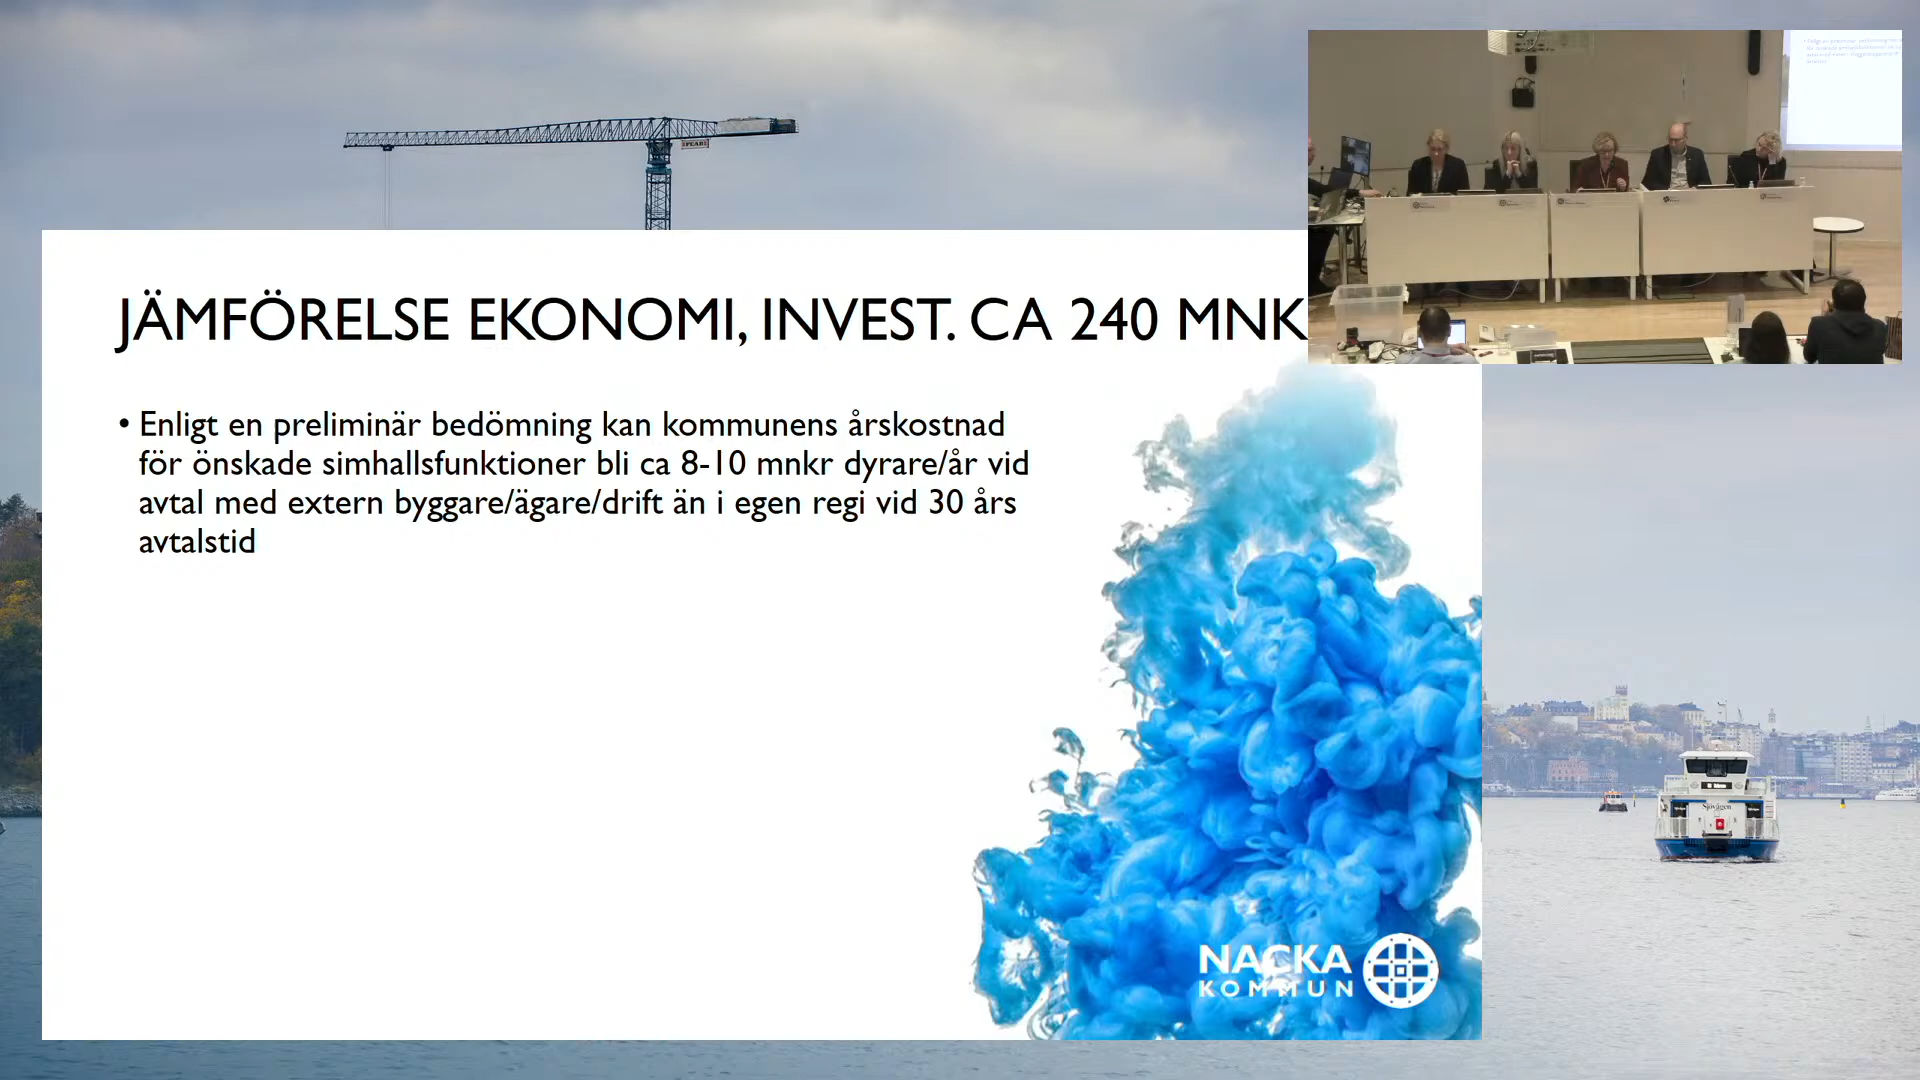 PEAB
JÄMFÖRELSE EKONOMI, INVEST. CA 240 MNK
• Enligt en preliminär bedömning kan kommunens årskostnad
för önskade simhallsfunktioner bli ca 8-10 mnkr dyrare/år vid
avtal med extern byggare/ägare/drift än i egen regi vid 30 års
avtalstid
Sjövägen
NACKA
KOMMUN